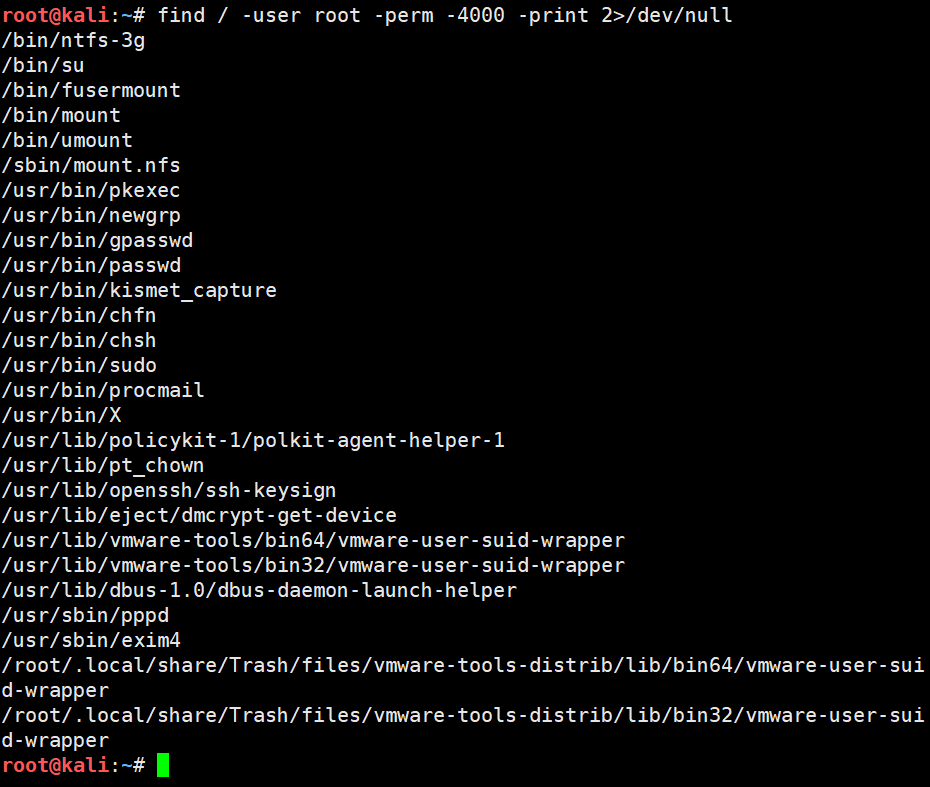 root@kali:~# find / -user root -perm -4000 -print 2>/dev/null
/bin/ntfs-3g
/bin/su
/bin/fusermount
/bin/mount
/bin/umount
/sbin/mount.nfs
/usr/bin/pkexec
/usr/bin/newgrp
/usr/bin/gpasswd
/usr/bin/passwd
/usr/bin/kismet_capture
/usr/bin/chfn
/usr/bin/chsh
/usr/bin/sudo
/usr/bin/procmail
/usr/bin/X
/usr/lib/policykit-1/polkit-agent-helper-1
/usr/lib/pt_chown
/usr/lib/openssh/ssh-keysign
/usr/lib/eject/dmcrypt-get-device
/usr/lib/vmware-tools/bin64/vmware-user-suid-wrapper
/usr/lib/vmware-tools/bin32/vmware-user-suid-wrapper
/usr/lib/dbus-1.0/dbus-daemon-launch-helper
/usr/sbin/pppd
/usr/sbin/exim4
/root/.local/share/Trash/files/vmware-tools-distrib/lib/bin64/vmware-user-sui
d-wrapper
/root/.local/share/Trash/files/vmware-tools-distrib/lib/bin32/vmware-user-sui
d-wrapper
root@kali:~#